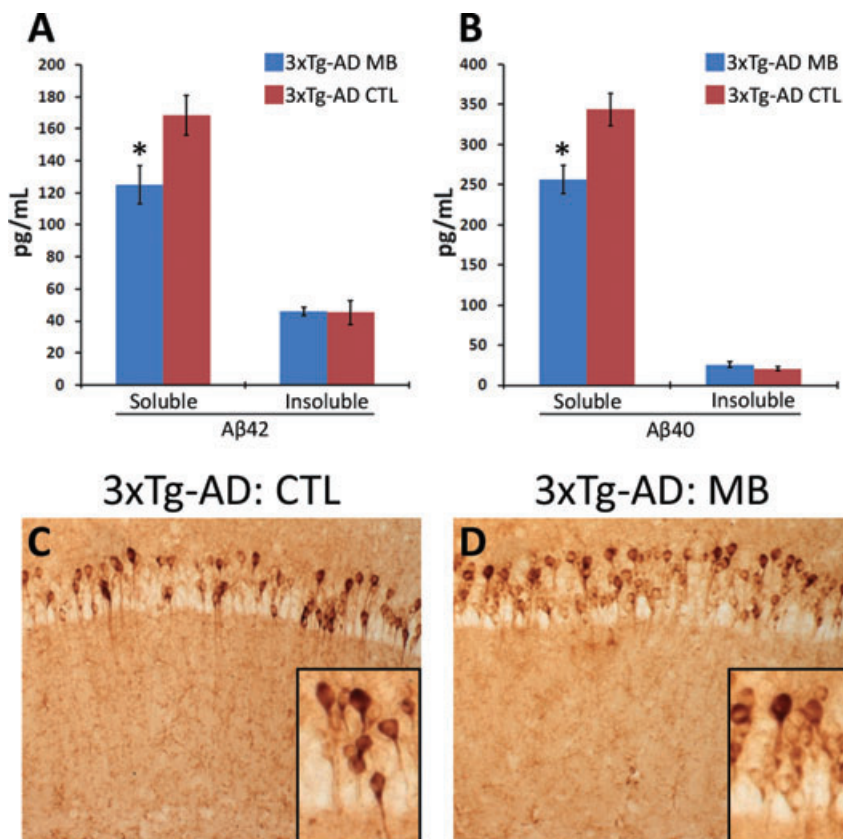 A
3xTg-AD MB
3xTg-AD CTL
pg/mL
200
180
160
140
120
100
80
60
40
20
0
*
Soluble
Insoluble
Aβ42
B
3xTg-AD MB
3xTg-AD CTL
pg/mL
400
350
300
250
200
150
100
50
0
*
Soluble
Insoluble
Aβ40
3xTg-AD: CTL
3xTg-AD: MB
C
D